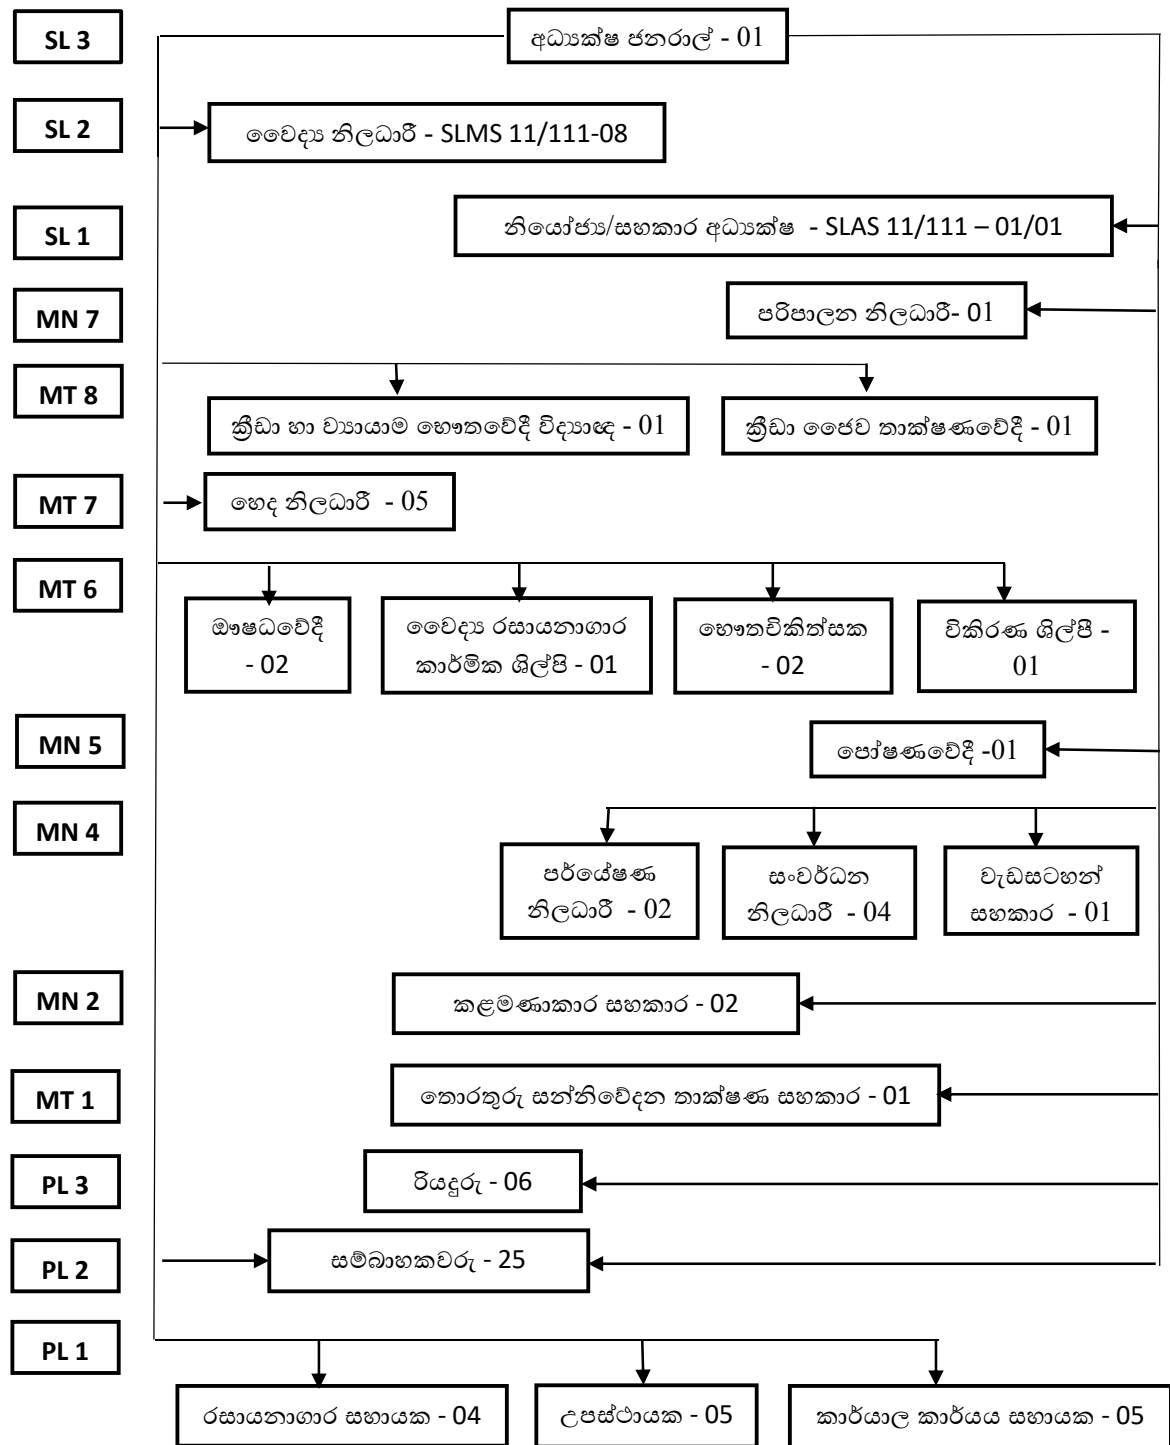 SL 3
අධ්‍යක්ෂ ජනරාල් - 01
SL 2
වෛද්‍ය නිලධාරී - SLMS 11/111-08
SL 1
නියෝජ්‍ය/සහකාර අධ්‍යක්ෂ - SLAS 11/111 – 01/01
MN 7
පරිපාලන නිලධාරී- 01
MT 8
ක්‍රීඩා හා ව්‍යායාම භෞතවේදී විද්‍යාඥ - 01
ක්‍රීඩා ජෛව තාක්ෂණවේදී - 01
MT 7
හෙද නිලධාරී - 05
MT 6
ඖෂධවේදී
- 02
වෛද්‍ය රසායනාගාර
කාර්මික ශිල්පි - 01
භෞතචිකිත්සක
- 02
විකිරණ ශිල්පී -
01
MN 5
පෝෂණවේදී -01
MN 4
පර්යේෂණ
නිලධාරී - 02
සංවර්ධන
නිලධාරී - 04
වැඩසටහන්
සහකාර - 01
MN 2
කළමණාකාර සහකාර - 02
MT 1
තොරතුරු සන්නිවේදන තාක්ෂණ සහකාර - 01
PL 3
රියදුරු - 06
PL 2
සම්බාහකවරු - 25
PL 1
රසායනාගාර සහායක - 04
උපස්ථායක - 05
කාර්යාල කාර්යය සහායක - 05